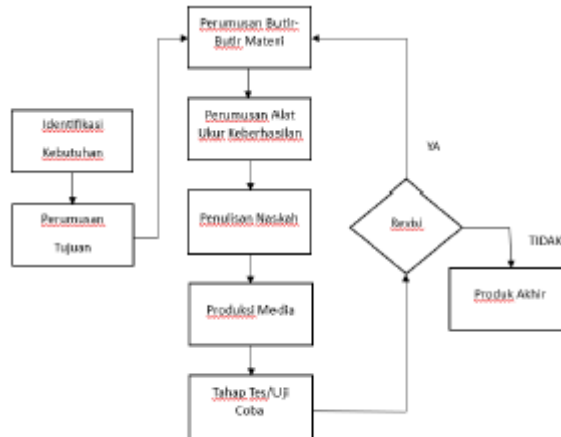 Identifikasi
Kebutuhan
Perumusan
Tujuan
Perumusan Butir-
Butir Materi
Perumusan Alat
Ukur Keberhasilan
Penulisan Naskah
Produksi Media
Tahap Tes/Uji
Coba
Revisi
YA
TIDAK
Produk Akhir